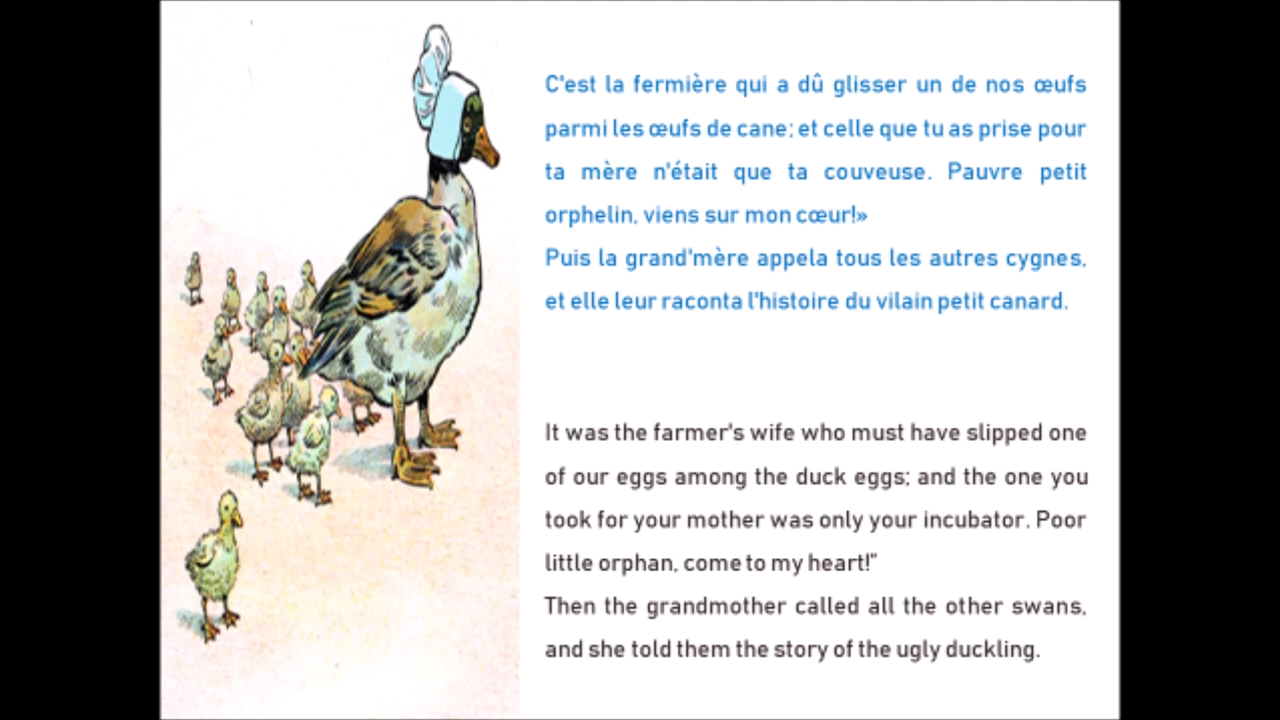 C'est la fermière qui a dû glisser un de nos œufs
parmi les œufs de cane; et celle que tu as prise pour
ta mère n'était que ta couveuse. Pauvre petit
orphelin, viens sur mon cœur!»
Puis la grand'mère appela tous les autres cygnes,
et elle leur raconta l'histoire du vilain petit canard.
It was the farmer's wife who must have slipped one
of our eggs among the duck eggs; and the one you
took for your mother was only your incubator. Poor
little orphan, come to my heart!"
Then the grandmother called all the other swans,
and she told them the story of the ugly duckling.